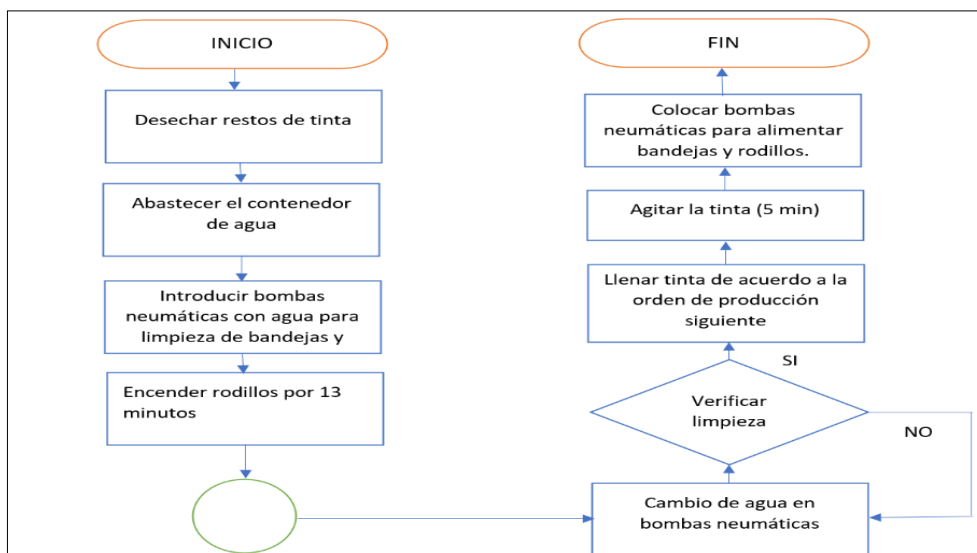 INICIO
Desechar restos de tinta
Abastecer el contenedor
de agua
Introducir bombas
neumáticas con agua para
limpieza de bandejas y
Encender rodillos por 13
minutos
FIN
Colocar bombas
neumáticas para alimentar
bandejas y rodillos.
Agitar la tinta (5 min)
Llenar tinta de acuerdo a la
orden de producción
siguiente
SI
Verificar
limpieza
NO
Cambio de agua en
bombas neumáticas